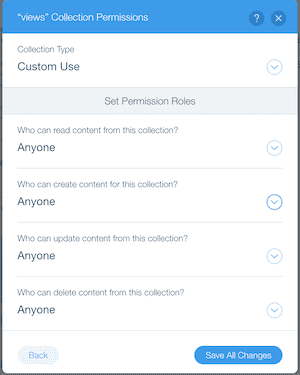 “views” Collection Permissions
?
Collection Type
Custom Use
Set Permission Roles
Who can read content from this collection?
Anyone
Who can create content for this collection?
Anyone
Who can update content from this collection?
Anyone
Who can delete content from this collection?
Anyone
Back
Save All Changes